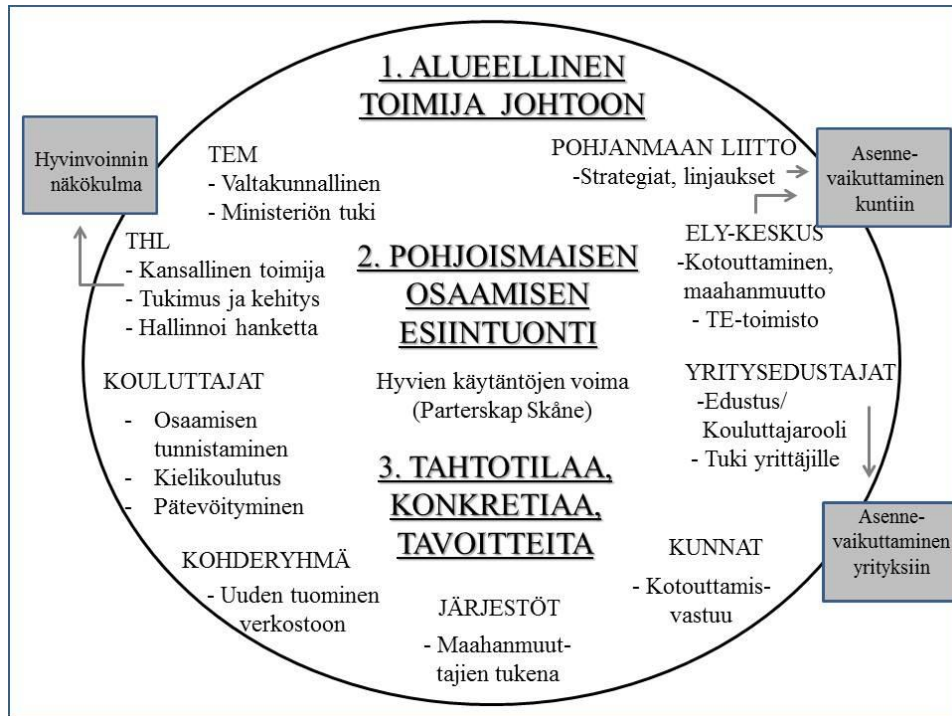 1. ALUEELLINEN
TOIMIJA JOHTOON
Hyvinvoinnin
näkökulma
TEM
- Valtakunnallinen
- Ministeriön tuki
POHJANMAAN LIITTO
-Strategiat, linjaukset
Asenne-
vaikuttaminen
kuntiin
THL
- Kansallinen toimija
- Tukimus ja kehitys
- Hallinnoi hanketta
2. POHJOISMAISEN
OSAAMISEN
ESIINTUONTI
ELY-KESKUS
-Kotouttaminen,
maahanmuutto
- TE-toimisto
KOULUTTAJAT
- Osaamisen
tunnistaminen
- Kielikoulutus
- Pätevöityminen
Hyvien käytäntöjen voima
(Parterskap Skåne)
YRITYSEDUSTAJAT
-Edustus/
Kouluttajarooli
- Tuki yrittäjille
3. TAHTOTILAA,
KONKRETIAA,
TAVOITTEITA
Asenne-
vaikuttaminen
yrityksiin
KOHDERYHMÄ
- Uuden tuominen
verkostoon
JÄRJESTÖT
- Maahanmuut-
tajien tukena
KUNNAT
- Kotouttamis-
vastuu